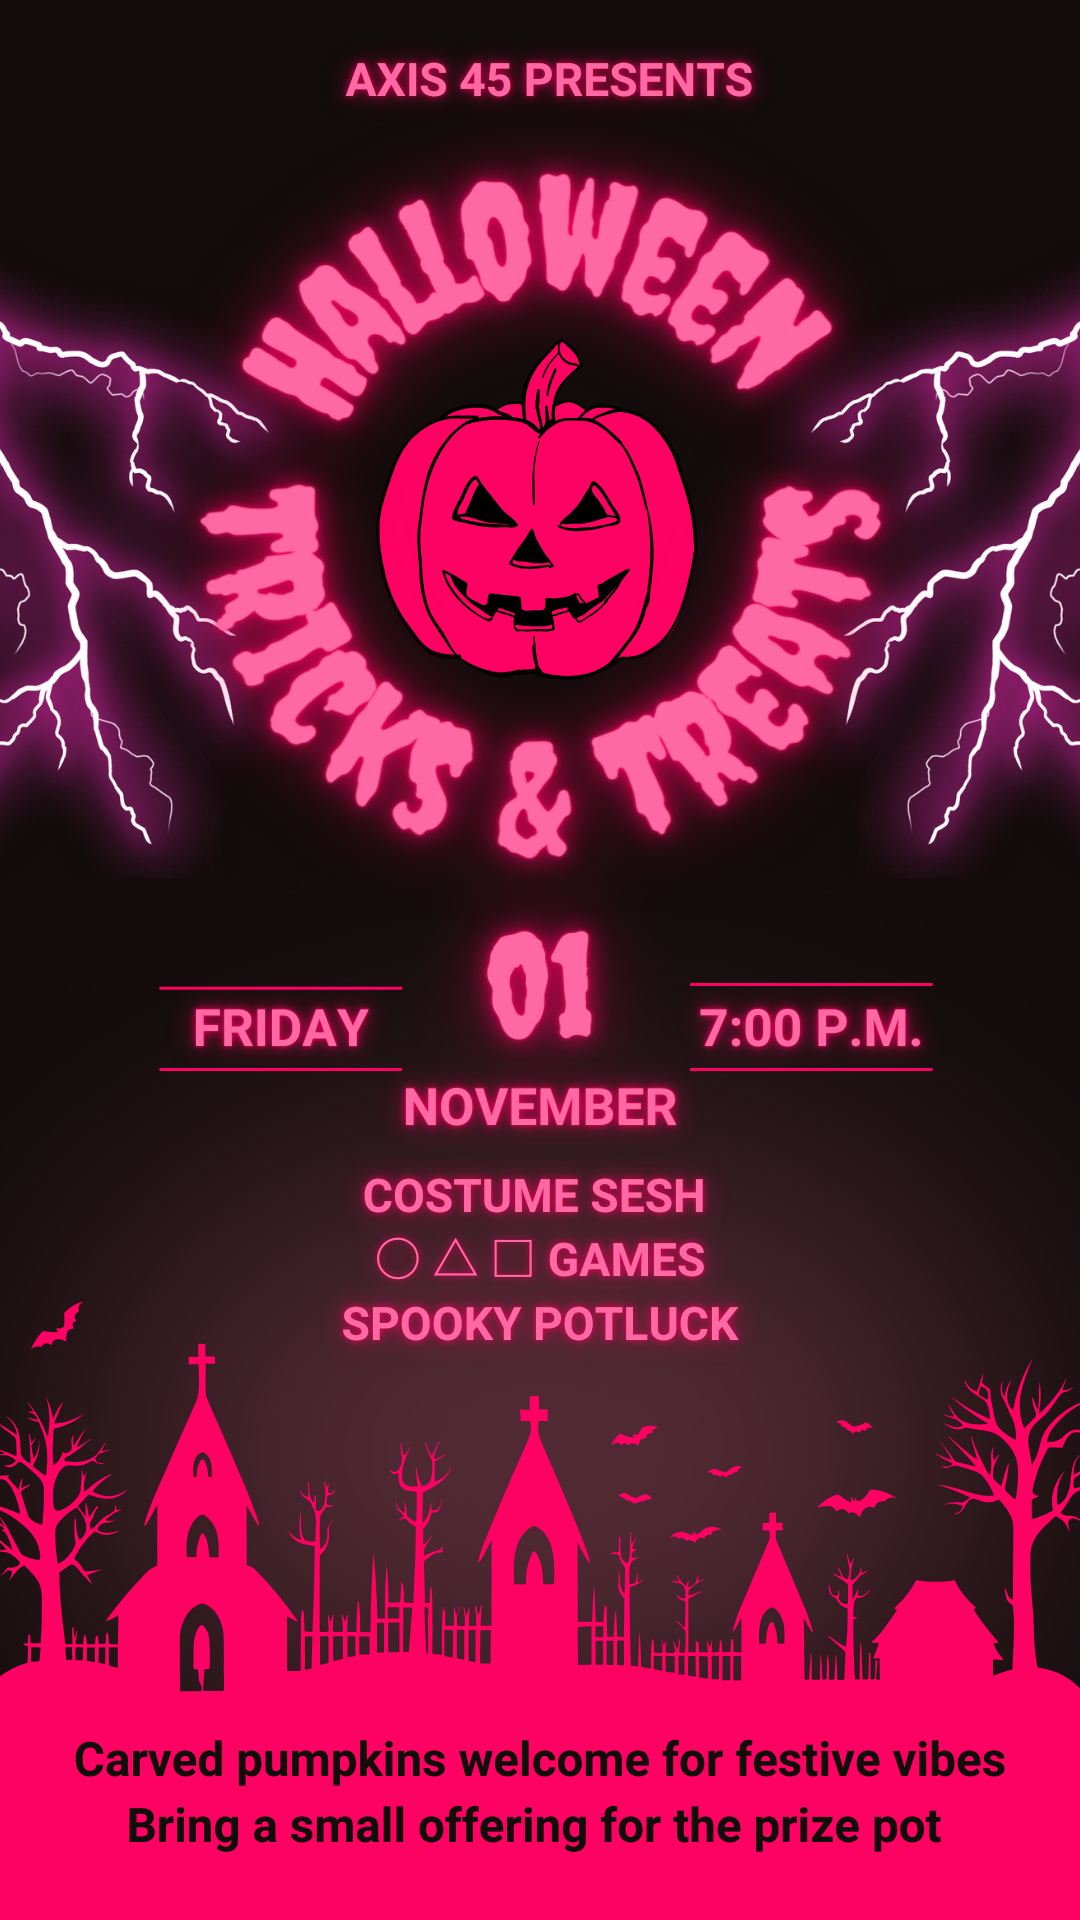 AXIS 45 PRESENTS
HALLOWEEN
TRICKS & TREATS
01
FRIDAY
7:00 P.M.
NOVEMBER
COSTUME SESH
○ △ □ GAMES
SPOOKY POTLUCK
Carved pumpkins welcome for festive vibes
Bring a small offering for the prize pot